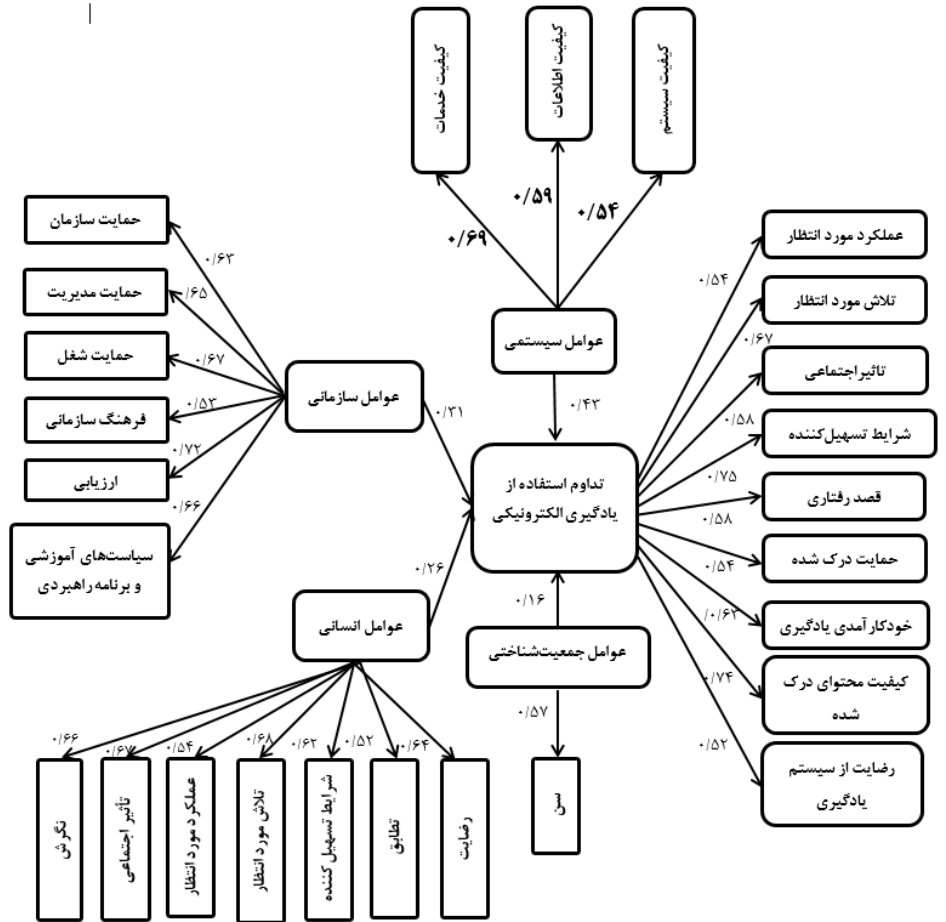 کیفیت خدمات
کیفیت اطلاعات
کیفیت سیستم
۰/۶۹
۰/۵۹
۰/۵۴
عوامل سیستمی
۰/۴۳
حمایت سازمان
حمایت مدیریت
حمایت شغل
فرهنگ سازمانی
ارزیابی
سیاست‌های آموزشی
و برنامه راهبردی
۰/۶۳
/۶۵
۰/۶۷
۰/۵۳
۰/۷۲
۰/۶۶
عوامل سازمانی
۰/۳۱
تداوم استفاده از
یادگیری الکترونیکی
عملکرد مورد انتظار
تلاش مورد انتظار
تاثیراجتماعی
شرایط تسهیل‌کننده
قصد رفتاری
حمایت درک شده
خودکارآمدی یادگیری
کیفیت محتوای درک
شده
رضایت از سیستم
یادگیری
۰/۵۴
۰/۶۷
۰/۵۸
۰/۷۵
۰/۵۸
۰/۵۴
/۰/۶۳
۰/۷۴
۰/۵۲
۰/۲۶
عوامل انسانی
۰/۱۶
عوامل جمعیت‌شناختی
۰/۵۷
سن
۰/۶۶
۰/۶۷
۰/۵۴
۰/۶۸
۰/۶۲
۰/۵۲
۰/۶۴
نگرش
تأثیر اجتماعی
عملکرد مورد انتظار
تلاش مورد انتظار
شرایط تسهیل کننده
تطابق
رضایت